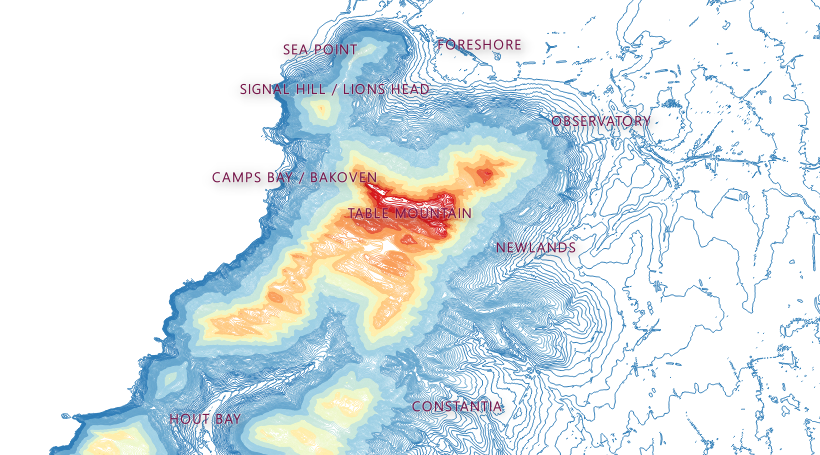 SEA POINT
FORESHORE
SIGNAL HILL / LIONS HEAD
OBSERVATORY
CAMPS BAY / BAKOVEN
TABLE MOUNTAIN
NEWLANDS
CONSTANTIA
HOUT BAY